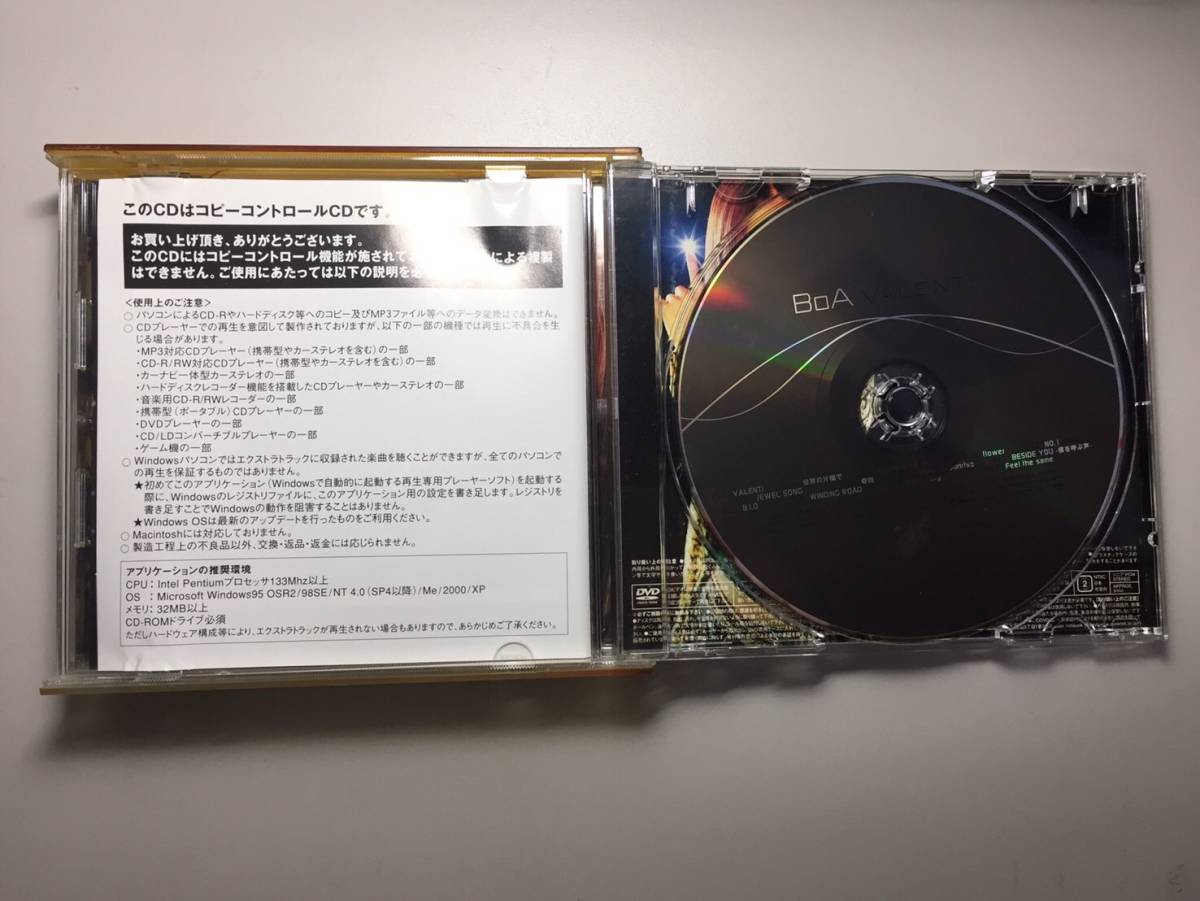 このCDはコピーコントロールCDです。
お買い上げ頂き、ありがとうございます。
このCDにはコピーコントロール機能が施されて による複製
はできません。ご使用にあたっては以下の説明を
<使用上のご注意>
○ パソコンによるCD-Rやハードディスク等へのコピー及びMP3ファイル等へのデータ変換はできません。
○ CDプレーヤーでの再生を意図して製作されておりますが、以下の一部の機種では再生に不具合を生
じる場合があります。
・MP3対応CDプレーヤー(携帯型やカーステレオを含む)の一部
・CD-R/RW対応CDプレーヤー(携帯型やカーステレオを含む)の一部
・カーナビ一体型カーステレオの一部
・ハードディスクレコーダー機能を搭載したCDプレーヤーやカーステレオの一部
・音楽用CD-R/RWレコーダーの一部
・携帯型(ポータブル)CDプレーヤーの一部
・DVDプレーヤーの一部
・CD/LDコンバーチブルプレーヤーの一部
・ゲーム機の一部
○ Windowsパソコンではエクストラトラックに収録された楽曲を聴くことができますが、全てのパソコンで
の再生を保証するものではありません。
★初めてこのアプリケーション(Windowsで自動的に起動する再生専用プレーヤーソフト)を起動する
際に、Windowsのレジストリファイルに、このアプリケーション用の設定を書き足します。レジストリを
書き足すことでWindowsの動作を阻害することはありません。
★Windows OSは最新のアップデートを行ったものをご利用ください。
○ Macintoshには対応しておりません。
○ 製造工程上の不良品以外、交換・返品・返金には応じられません。
アプリケーションの推奨環境
CPU: Intel Pentiumプロセッサ133Mhz以上
OS : Microsoft Windows95 OSR2/98SE/NT 4.0(SP4以降)/Me/2000/XP
メモリ: 32MB以上
CD-ROMドライブ必須
ただしハードウェア構成等により、エクストラトラックが再生されない場合もありますので、あらかじめご了承ください。
BoA VALENTI
VALENTI 世界の片隅で flower NO.1
JEWEL SONG WINDING ROAD BESIDE YOU -僕を呼ぶ声-
B.I.O Feel the same
DVD
2 NTSC